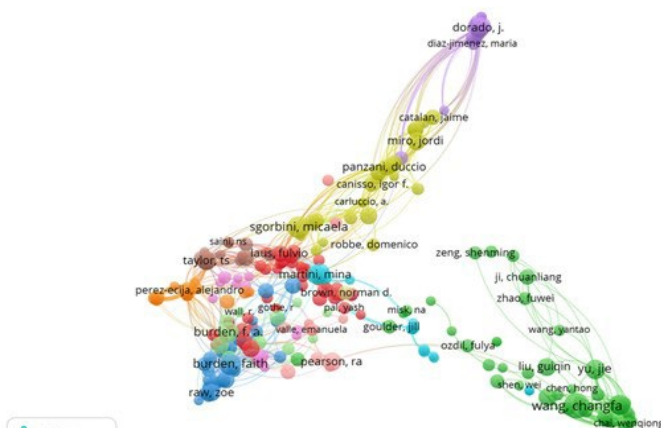 dorado, j.
diaz-jimenez, maria
catalan, jaime
miro, jordi
panzani, duccio
canisso, igor f.
carluccio, a.
sgorbini, micaela
saini, ns
robbe, domenico
laus, fulvio
taylor, ts
zeng, shenming
martini, mina
ji, chuanliang
perez-ecija, alejandro
brown, norman d.
zhao, fuwei
wall, r.
gothe, r
pal, yash
misk, na
burden, f. a.
valle, emanuela
goulder, jill
wang, yantao
ozdil, fulya
burden, faith
pearson, ra
liu, guiqin
yu, jie
shen, wei
chen, hong
raw, zoe
wang, changfa
chai, wenqiong